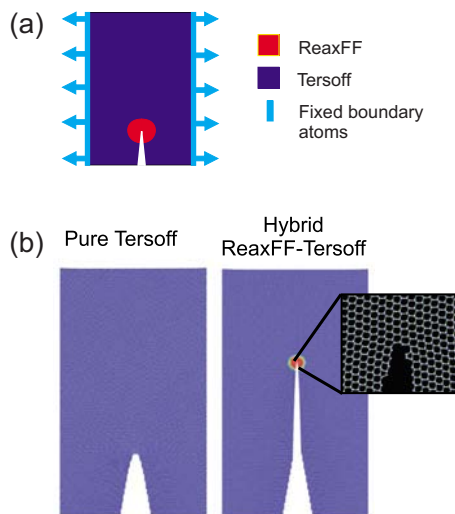 (a)
ReaxFF
Tersoff
Fixed boundary
atoms
(b)
Pure Tersoff
Hybrid
ReaxFF-Tersoff